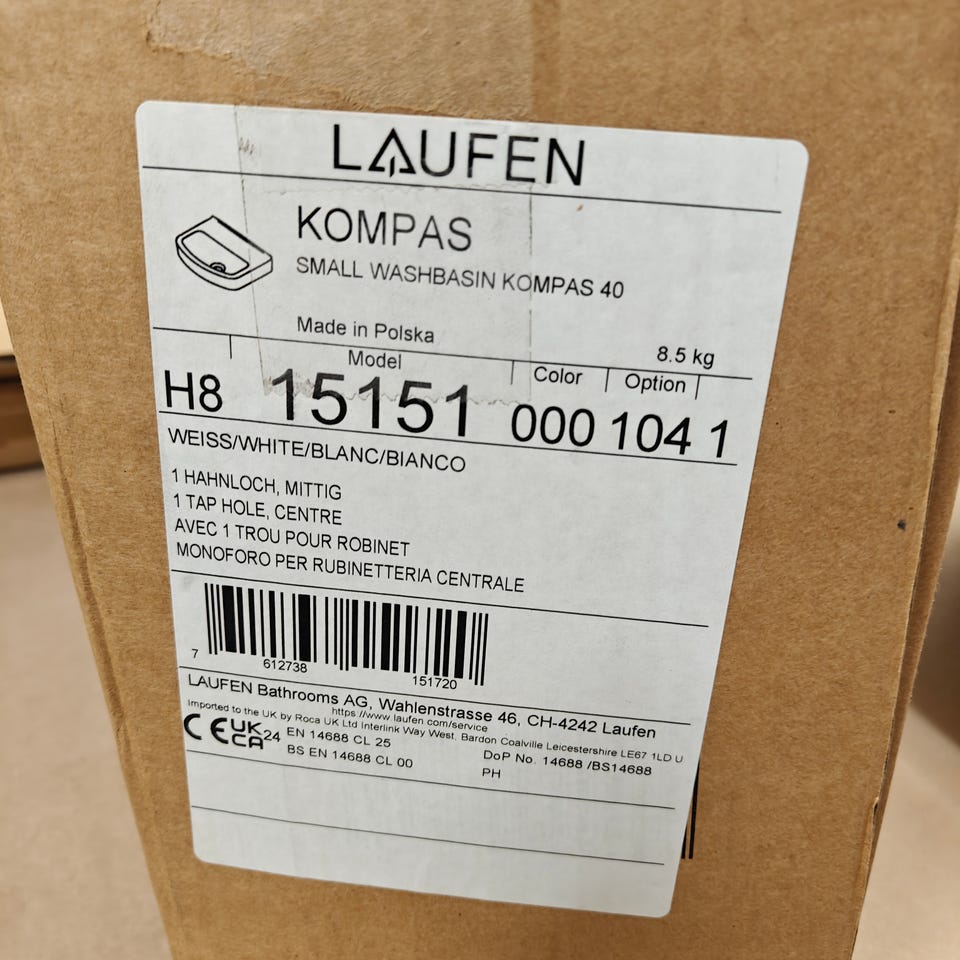 LAUFEN
KOMPAS
SMALL WASHBASIN KOMPAS 40
Made in Polska
8.5 kg
Model Color Option
H8 15151 000 104 1
WEISS/WHITE/BLANC/BIANCO
1 HAHNLOCH, MITTIG
1 TAP HOLE, CENTRE
AVEC 1 TROU POUR ROBINET
MONOFORO PER RUBINETTERIA CENTRALE
7 612738 151720
LAUFEN Bathrooms AG, Wahlenstrasse 46, CH-4242 Laufen
https://www.laufen.com/service
Imported to the UK by Roca UK Ltd Interlink Way West, Bardon Coalville Leicestershire LE67 1LD U
CE UK CA 24 EN 14688 CL 25
DoP No. 14688 /BS14688
BS EN 14688 CL 00
PH